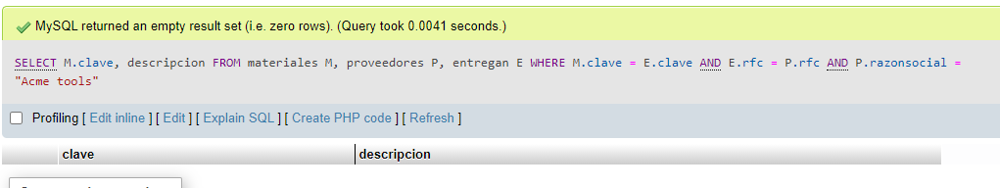 MySQL returned an empty result set (i.e. zero rows). (Query took 0.0041 seconds.)
SELECT M.clave, descripcion FROM materiales M, proveedores P, entregan E WHERE M.clave = E.clave AND E.rfc = P.rfc AND P.razonsocial =
"Acme tools"
Profiling [ Edit inline ] [ Edit ] [ Explain SQL ] [ Create PHP code ] [ Refresh ]
clave descripcion